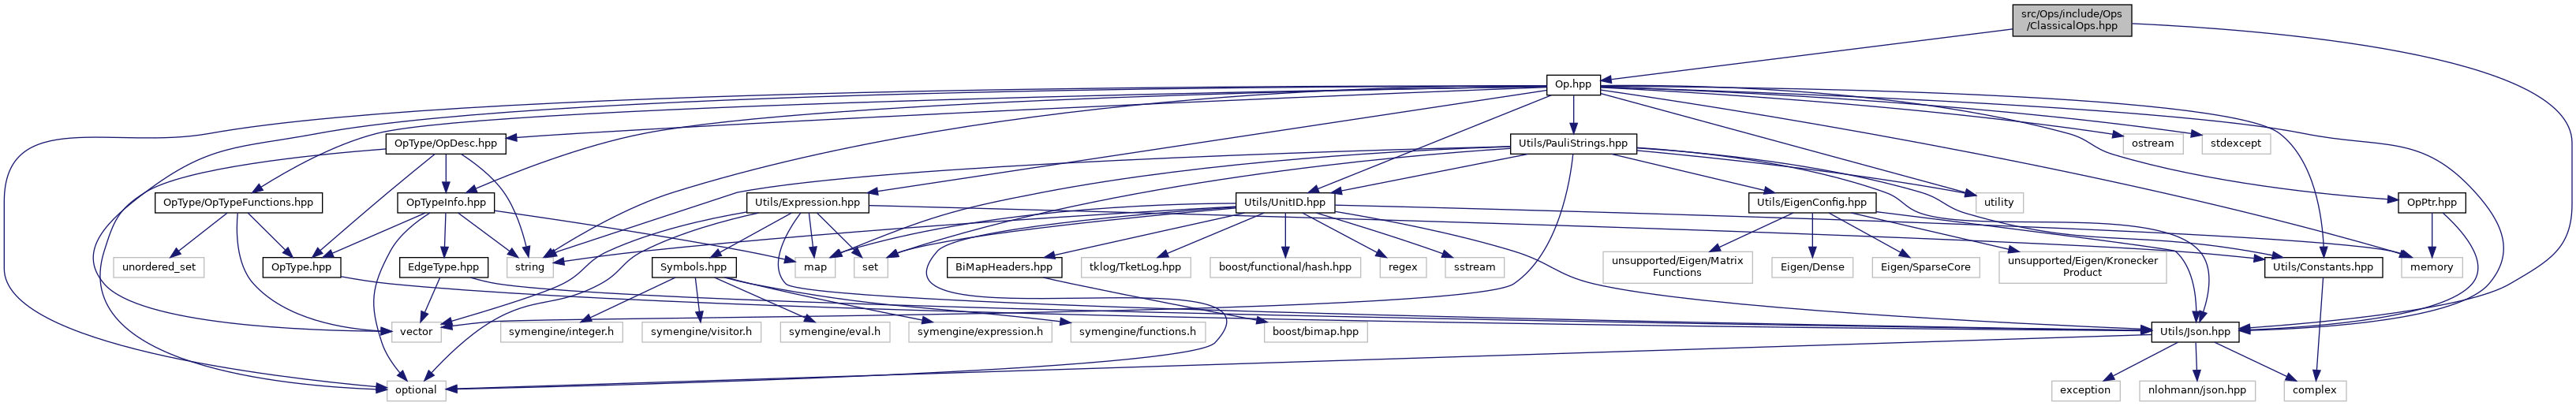 src/Ops/include/Ops
/ClassicalOps.hpp
Op.hpp
OpType/OpDesc.hpp
Utils/PauliStrings.hpp
ostream
stdexcept
OpType/OpTypeFunctions.hpp
OpTypeInfo.hpp
Utils/Expression.hpp
Utils/UnitID.hpp
Utils/EigenConfig.hpp
utility
OpPtr.hpp
unordered_set
OpType.hpp
EdgeType.hpp
string
Symbols.hpp
map
set
BiMapHeaders.hpp
tklog/TketLog.hpp
boost/functional/hash.hpp
regex
sstream
unsupported/Eigen/Matrix
Functions
Eigen/Dense
Eigen/SparseCore
unsupported/Eigen/Kronecker
Product
Utils/Constants.hpp
memory
vector
symengine/integer.h
symengine/visitor.h
symengine/eval.h
symengine/expression.h
symengine/functions.h
boost/bimap.hpp
Utils/Json.hpp
optional
exception
nlohmann/json.hpp
complex